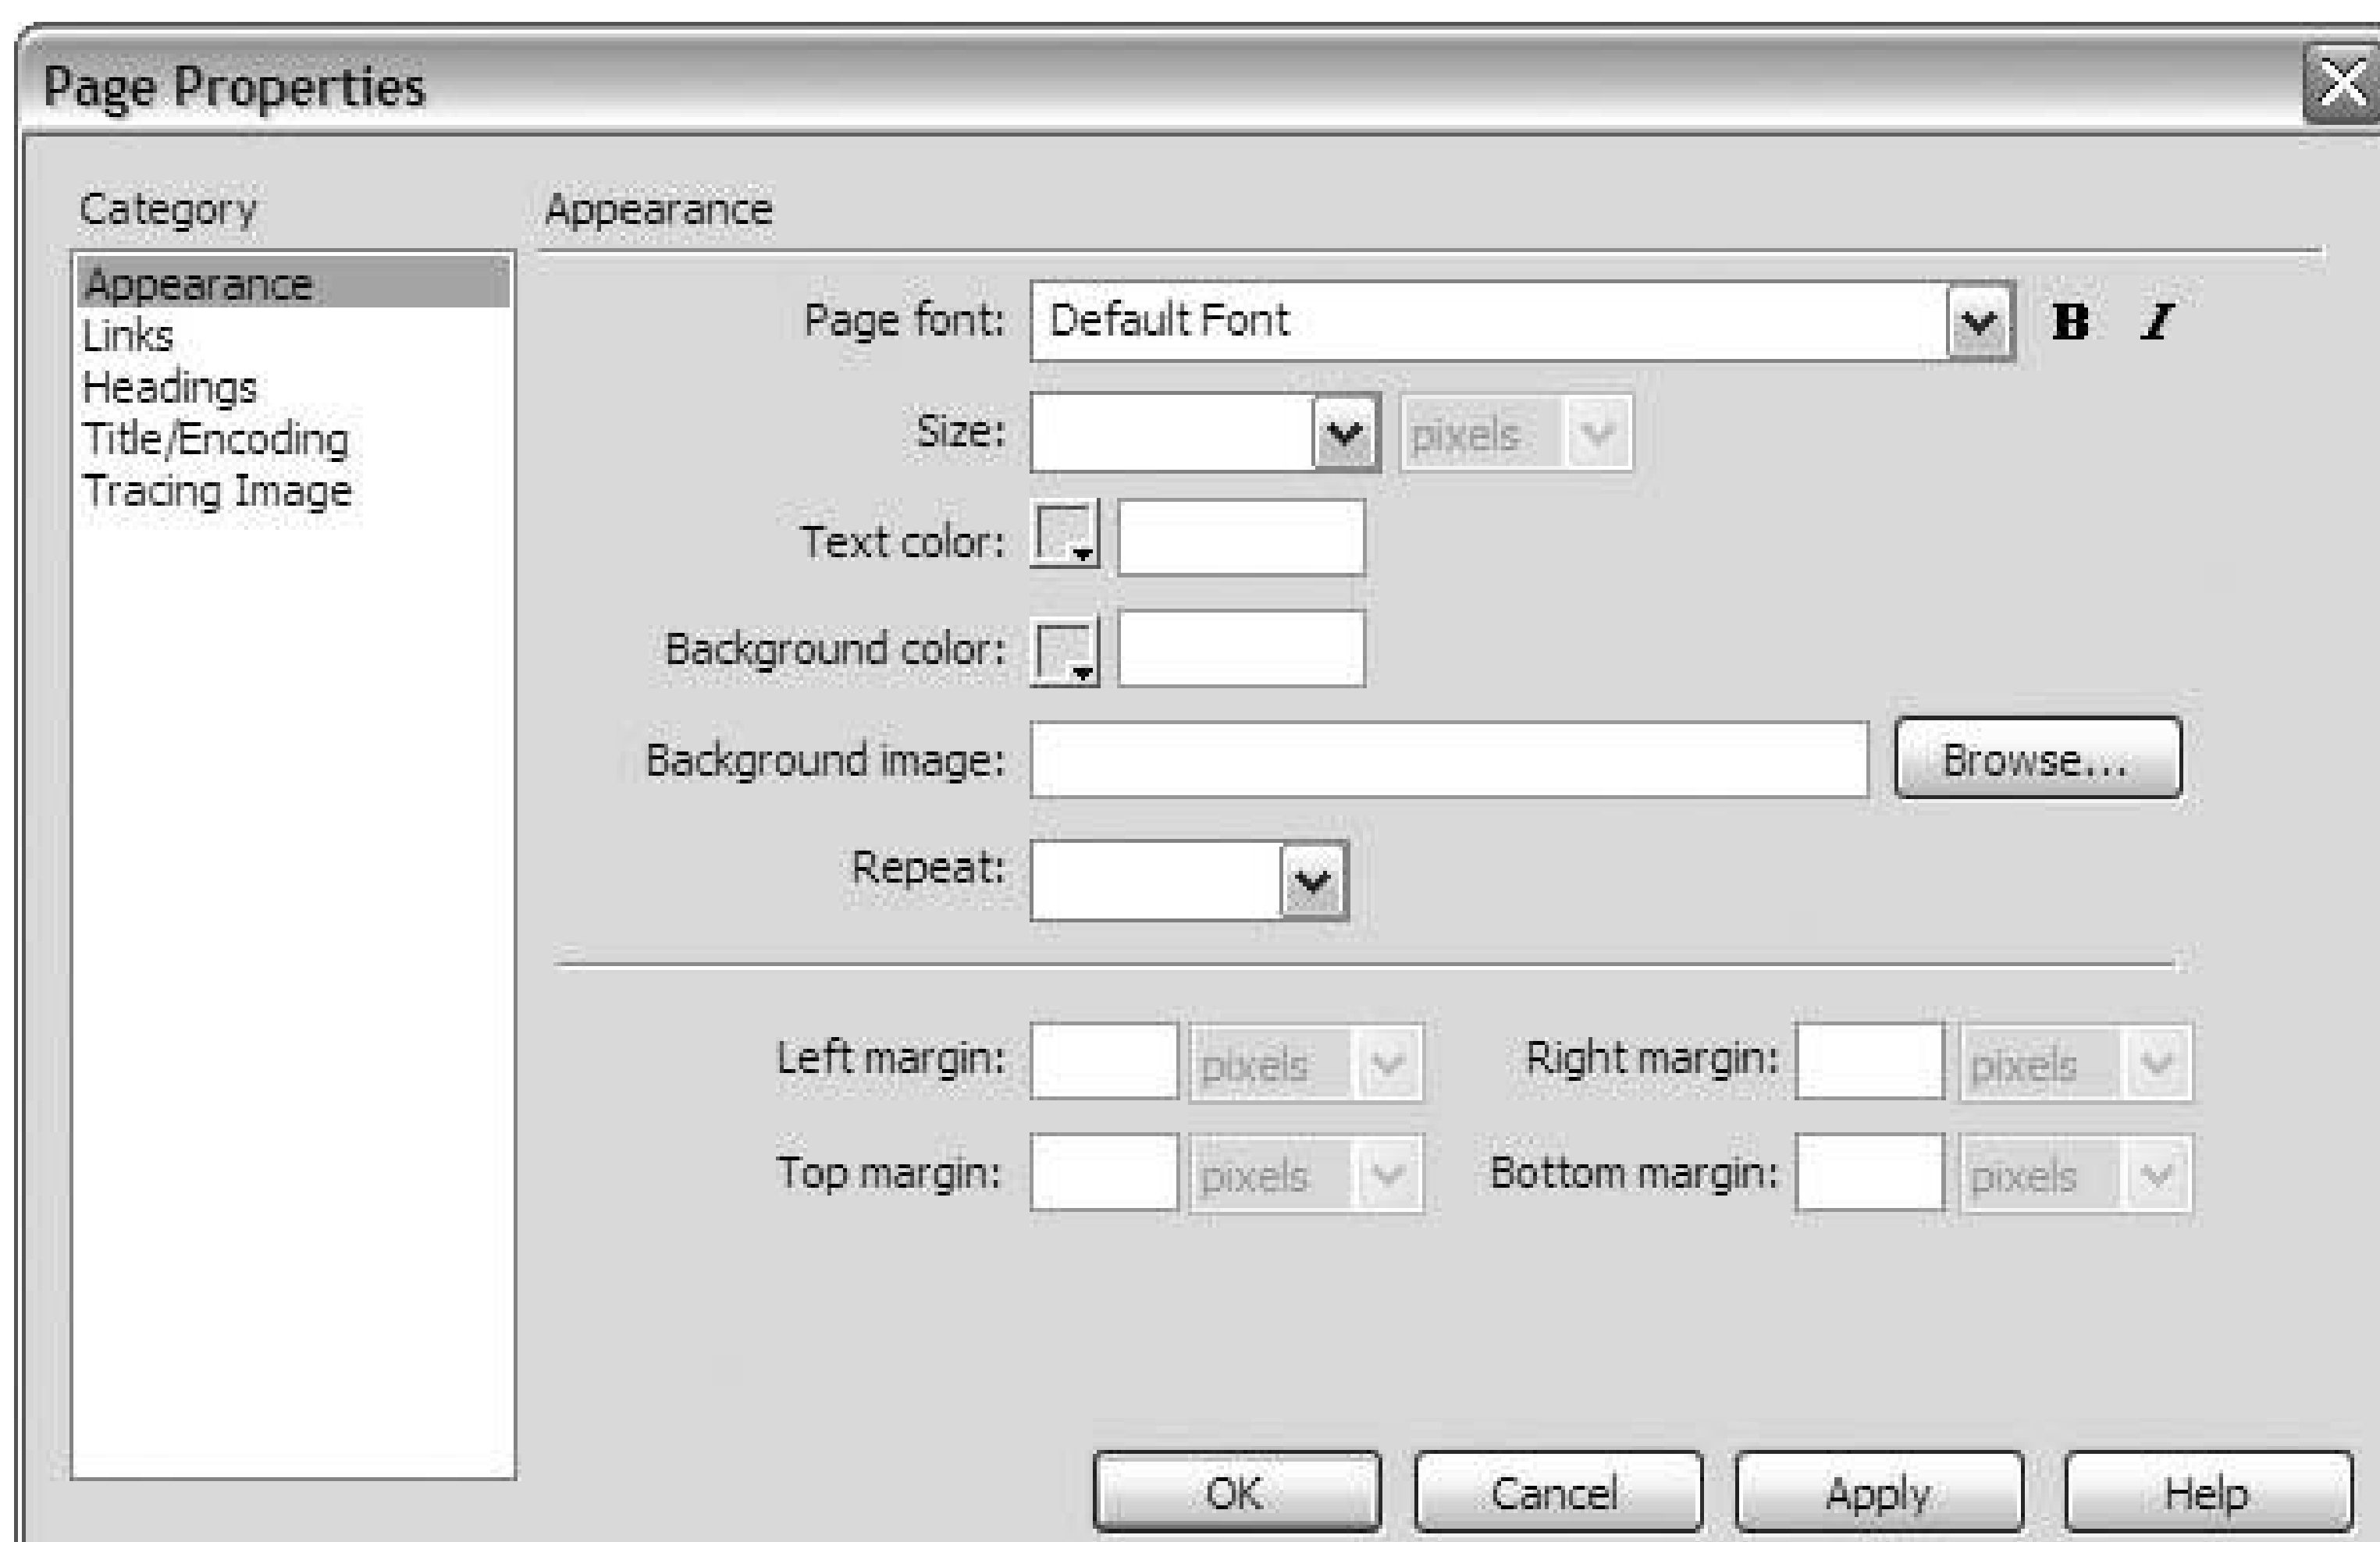 Page Properties
Category
Appearance
Links
Headings
Title/Encoding
Tracing Image
Appearance
Page font: Default Font B I
Size: pixels
Text color:
Background color:
Background image: Browse...
Repeat:
Left margin: pixels Right margin: pixels
Top margin: pixels Bottom margin: pixels
OK Cancel Apply Help